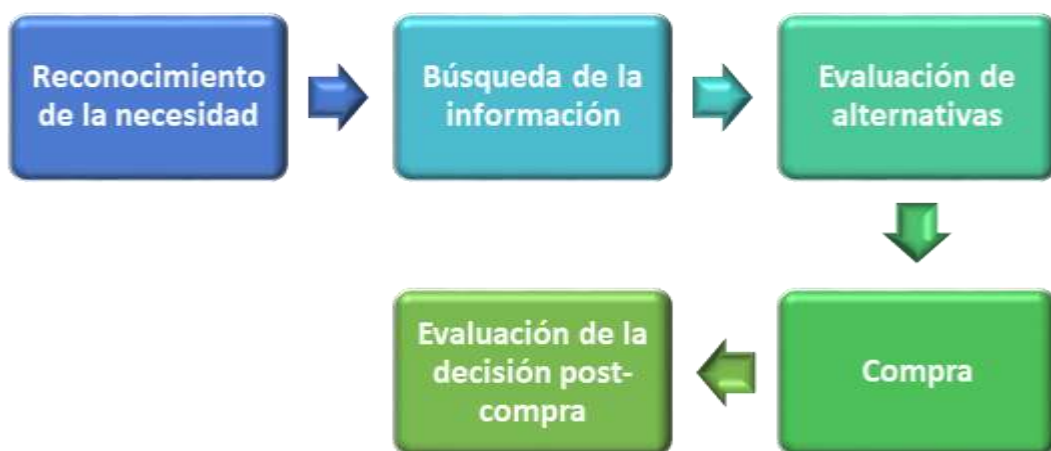 Reconocimiento
de la necesidad
Búsqueda de la
información
Evaluación de
alternativas
Compra
Evaluación de la
decisión post-
compra